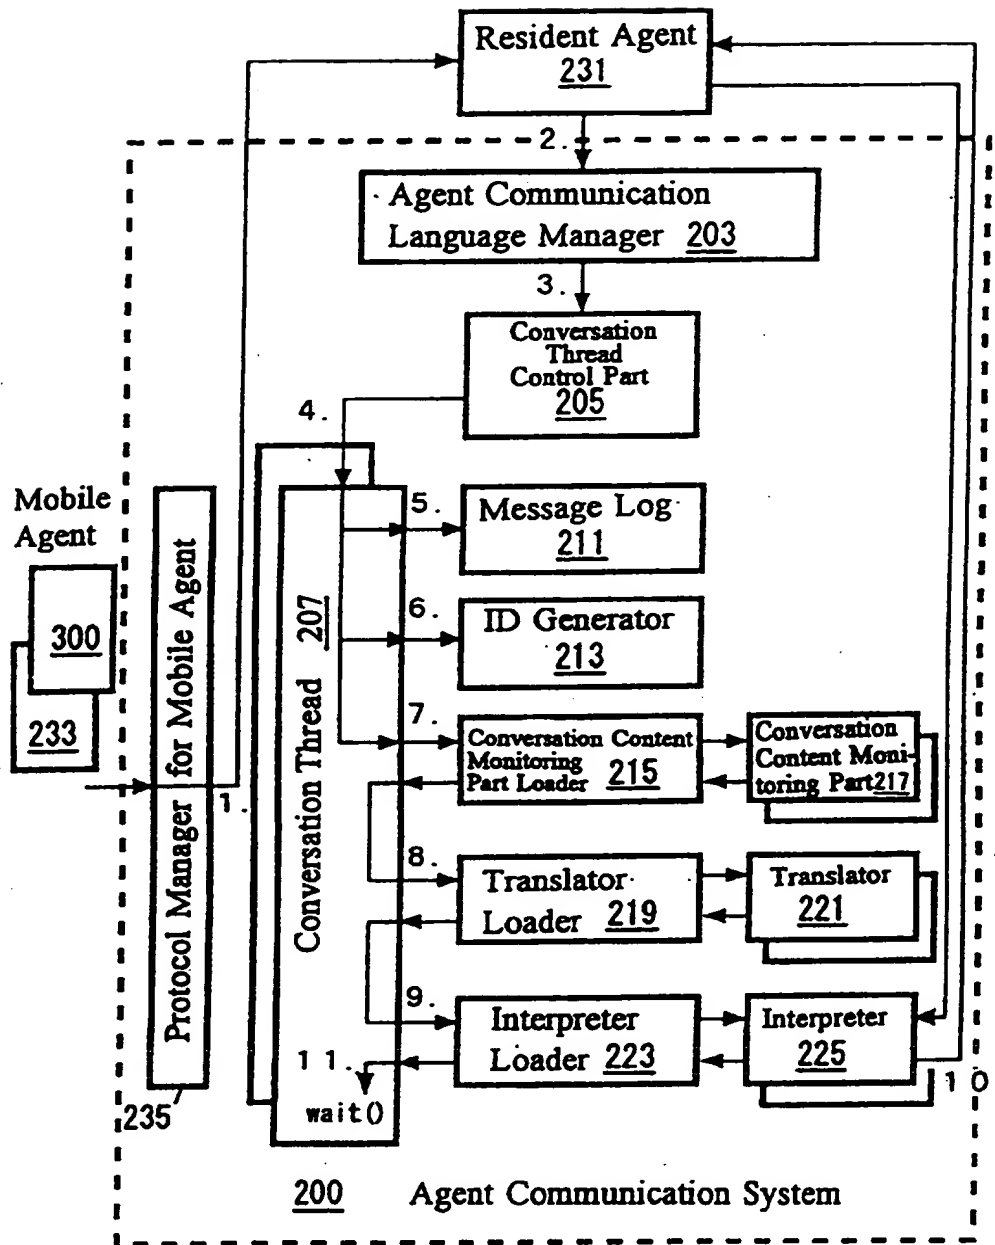 Resident Agent
231
2.
Agent Communication
Language Manager 203
3.
Conversation
Thread
Control Part
205
4.
Mobile
Agent
300
233
Protocol Manager for Mobile Agent
235
1.
Conversation Thread 207
5.
Message Log
211
6.
ID Generator
213
7.
Conversation Content
Monitoring
Part Loader 215
Conversation
Content Moni-
toring Part 217
8.
Translator
Loader 219
Translator
221
9.
Interpreter
Loader 223
Interpreter
225
10
11.
wait()
200 Agent Communication System